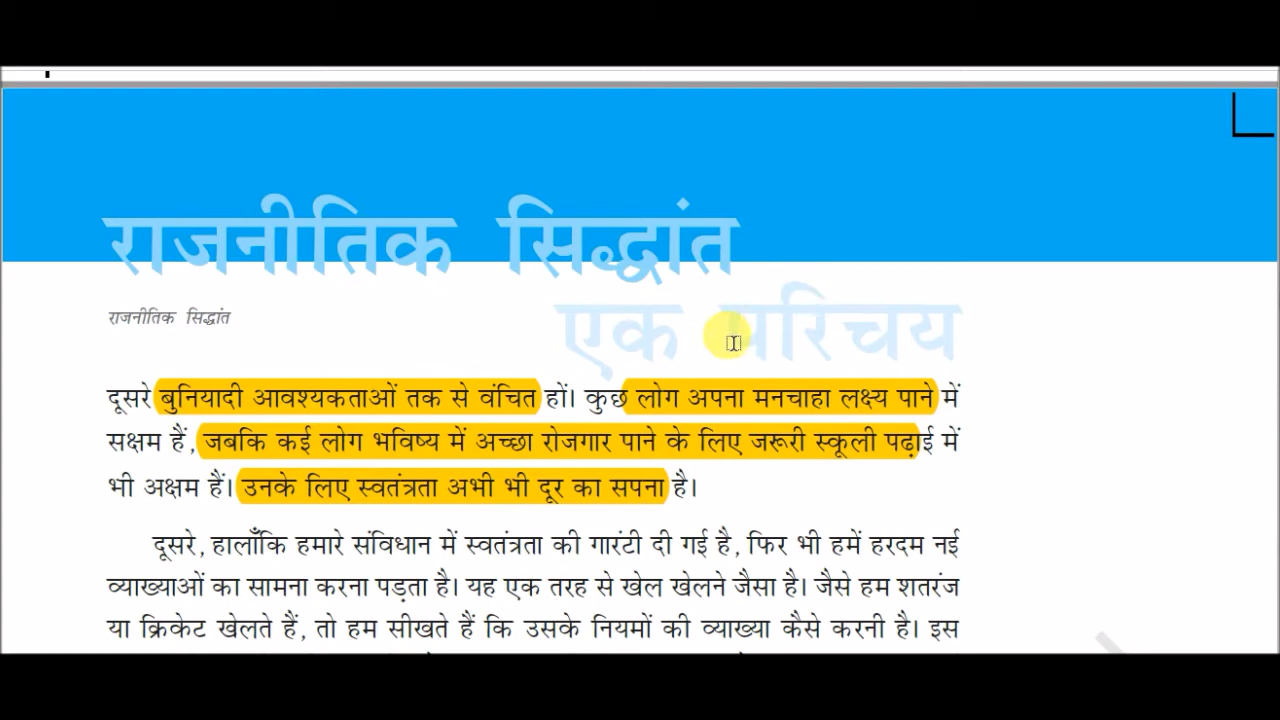 राजनीतिक सिद्धांत
एक परिचय
राजनीतिक सिद्धांत
दूसरे बुनियादी आवश्यकताओं तक से वंचित हों। कुछ लोग अपना मनचाहा लक्ष्य पाने में
सक्षम हैं, जबकि कई लोग भविष्य में अच्छा रोजगार पाने के लिए जरूरी स्कूली पढ़ाई में
भी अक्षम हैं। उनके लिए स्वतंत्रता अभी भी दूर का सपना है।
दूसरे, हालाँकि हमारे संविधान में स्वतंत्रता की गारंटी दी गई है, फिर भी हमें हरदम नई
व्याख्याओं का सामना करना पड़ता है। यह एक तरह से खेल खेलने जैसा है। जैसे हम शतरंज
या क्रिकेट खेलते हैं, तो हम सीखते हैं कि उसके नियमों की व्याख्या कैसे करनी है। इस